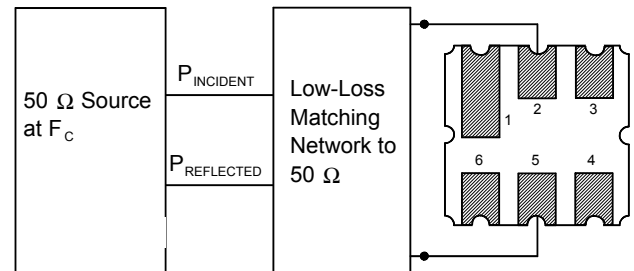 50 Ω Source
at F_C
P_INCIDENT
P_REFLECTED
Low-Loss
Matching
Network to
50 Ω
1
2
3
6
5
4